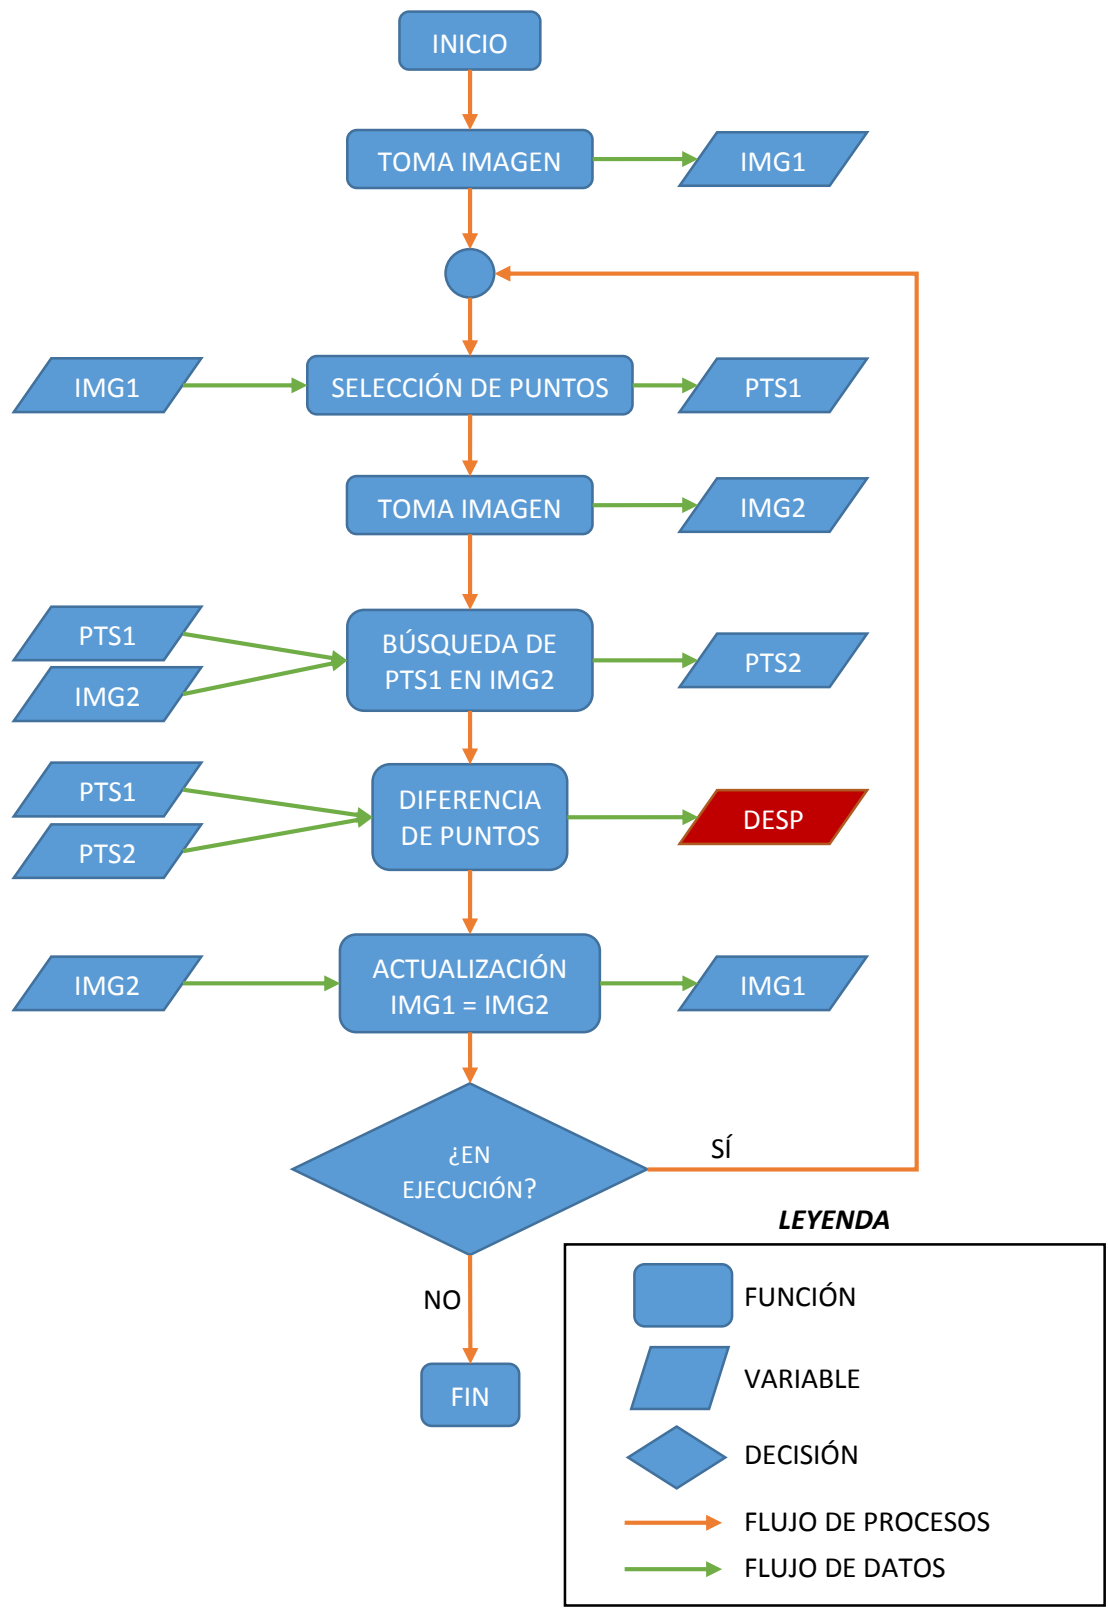 INICIO
TOMA IMAGEN
IMG1
IMG1
SELECCIÓN DE PUNTOS
PTS1
TOMA IMAGEN
IMG2
PTS1
IMG2
BÚSQUEDA DE
PTS1 EN IMG2
PTS2
PTS1
PTS2
DIFERENCIA
DE PUNTOS
DESP
IMG2
ACTUALIZACIÓN
IMG1 = IMG2
IMG1
¿EN
EJECUCIÓN?
SÍ
NO
FIN
LEYENDA
FUNCIÓN
VARIABLE
DECISIÓN
FLUJO DE PROCESOS
FLUJO DE DATOS